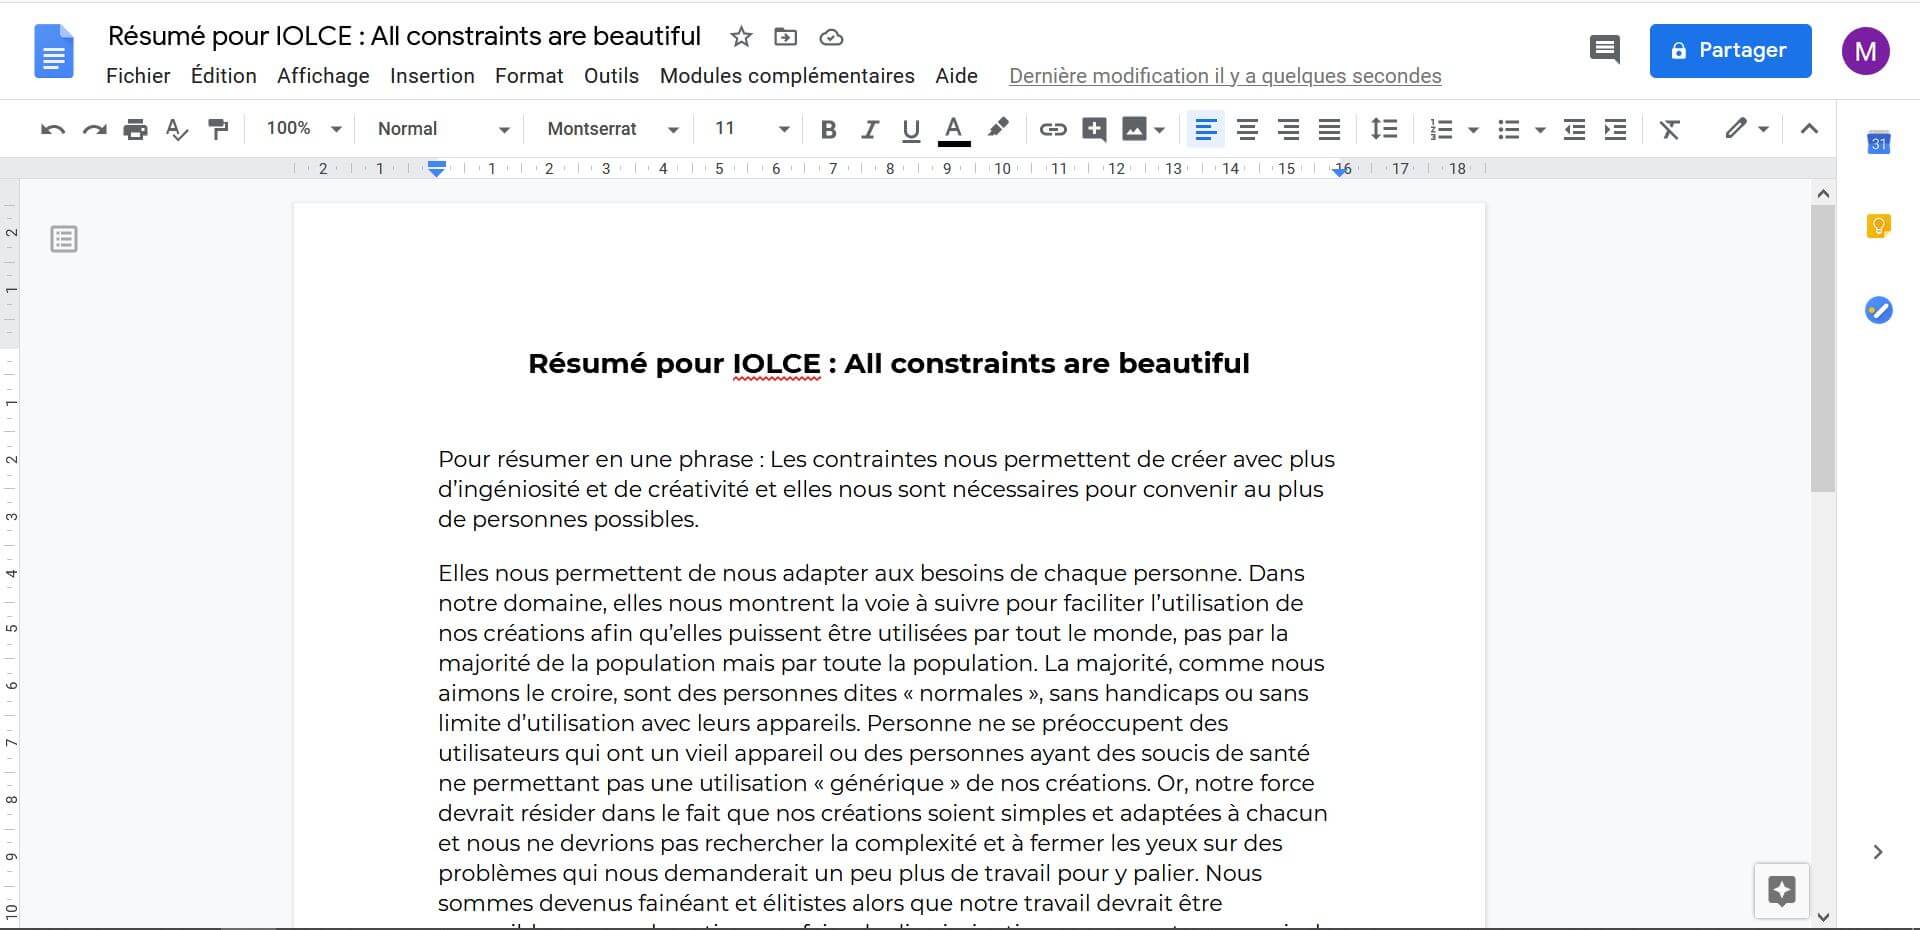 Résumé pour IOLCE : All constraints are beautiful
Fichier Édition Affichage Insertion Format Outils Modules complémentaires Aide Dernière modification il y a quelques secondes
Partager
M
100% Normal Montserrat 11
31
2 1 1 2 3 4 5 6 7 8 9 10 11 12 13 14 15 16 17 18
2
1
1
2
3
4
5
6
7
8
9
10
Résumé pour IOLCE : All constraints are beautiful
Pour résumer en une phrase : Les contraintes nous permettent de créer avec plus
d’ingéniosité et de créativité et elles nous sont nécessaires pour convenir au plus
de personnes possibles.
Elles nous permettent de nous adapter aux besoins de chaque personne. Dans
notre domaine, elles nous montrent la voie à suivre pour faciliter l’utilisation de
nos créations afin qu’elles puissent être utilisées par tout le monde, pas par la
majorité de la population mais par toute la population. La majorité, comme nous
aimons le croire, sont des personnes dites « normales », sans handicaps ou sans
limite d’utilisation avec leurs appareils. Personne ne se préoccupent des
utilisateurs qui ont un vieil appareil ou des personnes ayant des soucis de santé
ne permettant pas une utilisation « générique » de nos créations. Or, notre force
devrait résider dans le fait que nos créations soient simples et adaptées à chacun
et nous ne devrions pas rechercher la complexité et à fermer les yeux sur des
problèmes qui nous demanderait un peu plus de travail pour y palier. Nous
sommes devenus fainéant et élitistes alors que notre travail devrait être